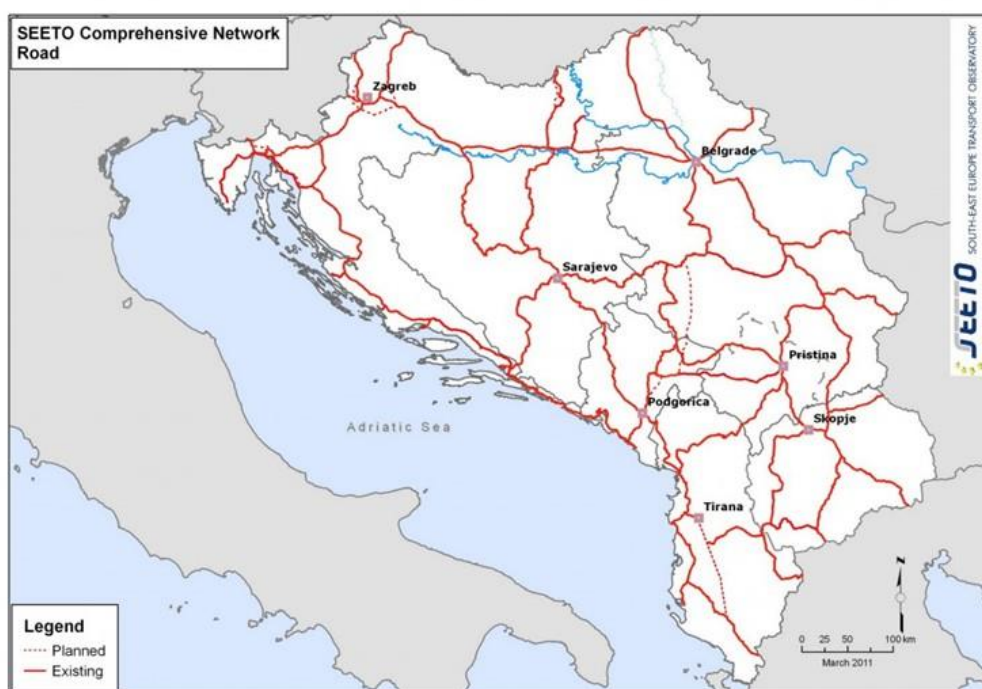 SEETO Comprehensive Network
Road
Zagreb
Belgrade
Sarajevo
Pristina
Podgorica
Skopje
Adriatic Sea
Tirana
SEETO
SOUTH-EAST EUROPE TRANSPORT OBSERVATORY
Legend
Planned
Existing
N
0 25 50 100 km
March 2011